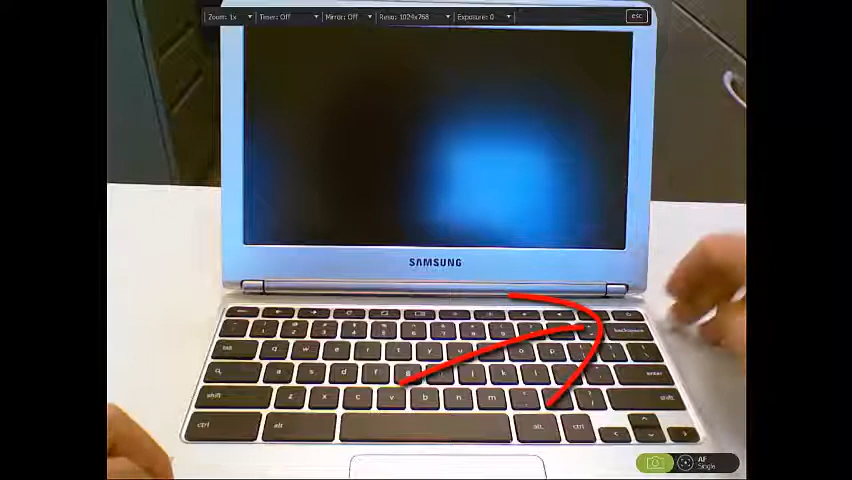 Zoom: 1x Timer: Off Mirror: Off Reso: 1024x768 Exposure: 0 esc
SAMSUNG
backspace
tab q w e r t y u o p
a s d f g h j k l enter
shift z x c v b n m shift
ctrl alt alt ctrl
AF
Single